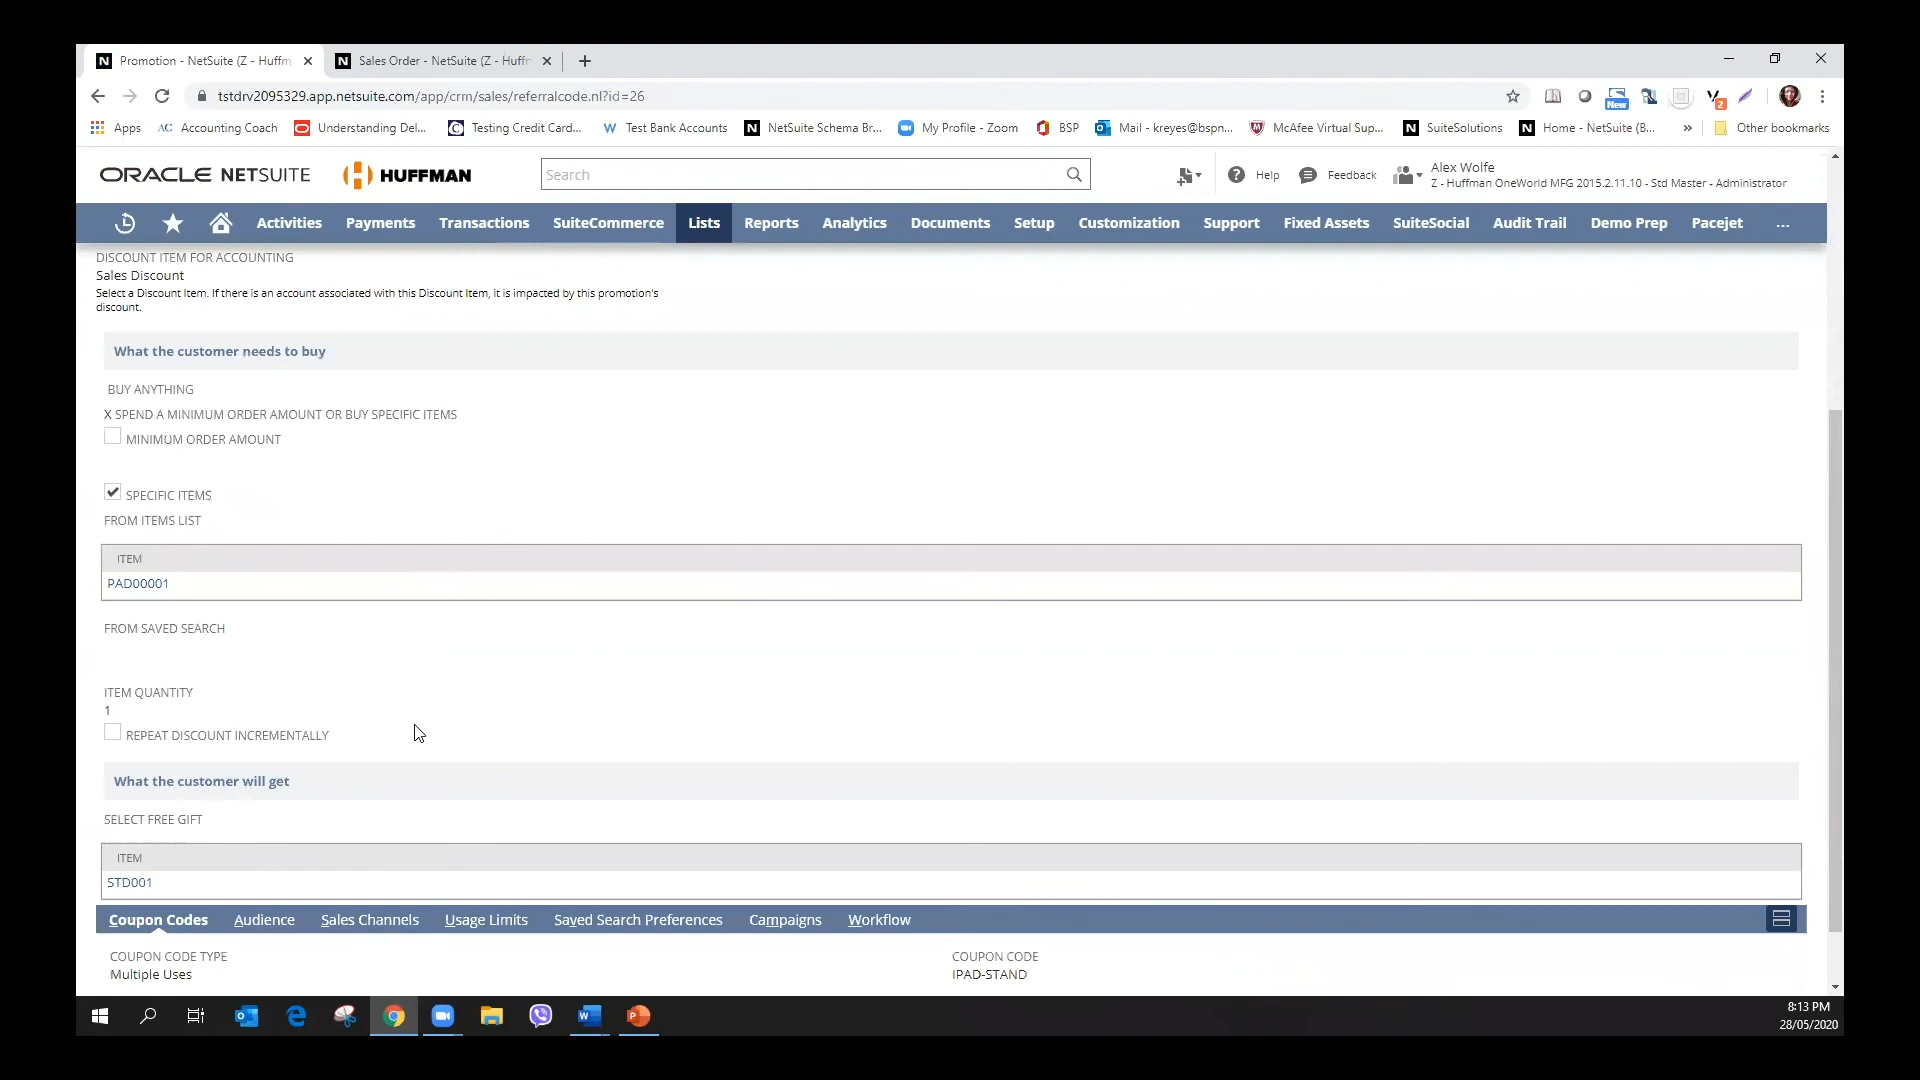 Promotion - NetSuite (Z - Huffm
Sales Order - NetSuite (Z - Huffr
tstdrv2095329.app.netsuite.com/app/crm/sales/referralcode.nl?id=26
New
2
Apps
AC Accounting Coach
Understanding Del...
Testing Credit Card...
Test Bank Accounts
NetSuite Schema Br...
My Profile - Zoom
BSP
Mail - kreyes@bspn...
McAfee Virtual Sup...
SuiteSolutions
Home - NetSuite (B...
»
Other bookmarks
ORACLE NETSUITE
HUFFMAN
Search
Help
Feedback
Alex Wolfe
Z - Huffman OneWorld MFG 2015.2.11.10 - Std Master - Administrator
Activities Payments Transactions SuiteCommerce Lists Reports Analytics Documents Setup Customization Support Fixed Assets SuiteSocial Audit Trail Demo Prep Pacejet ...
DISCOUNT ITEM FOR ACCOUNTING
Sales Discount
Select a Discount Item. If there is an account associated with this Discount Item, it is impacted by this promotion's
discount.
What the customer needs to buy
BUY ANYTHING
X SPEND A MINIMUM ORDER AMOUNT OR BUY SPECIFIC ITEMS
MINIMUM ORDER AMOUNT
SPECIFIC ITEMS
FROM ITEMS LIST
ITEM
PAD00001
FROM SAVED SEARCH
ITEM QUANTITY
1
REPEAT DISCOUNT INCREMENTALLY
What the customer will get
SELECT FREE GIFT
ITEM
STD001
Coupon Codes Audience Sales Channels Usage Limits Saved Search Preferences Campaigns Workflow
COUPON CODE TYPE
Multiple Uses
COUPON CODE
IPAD-STAND
8:13 PM
28/05/2020